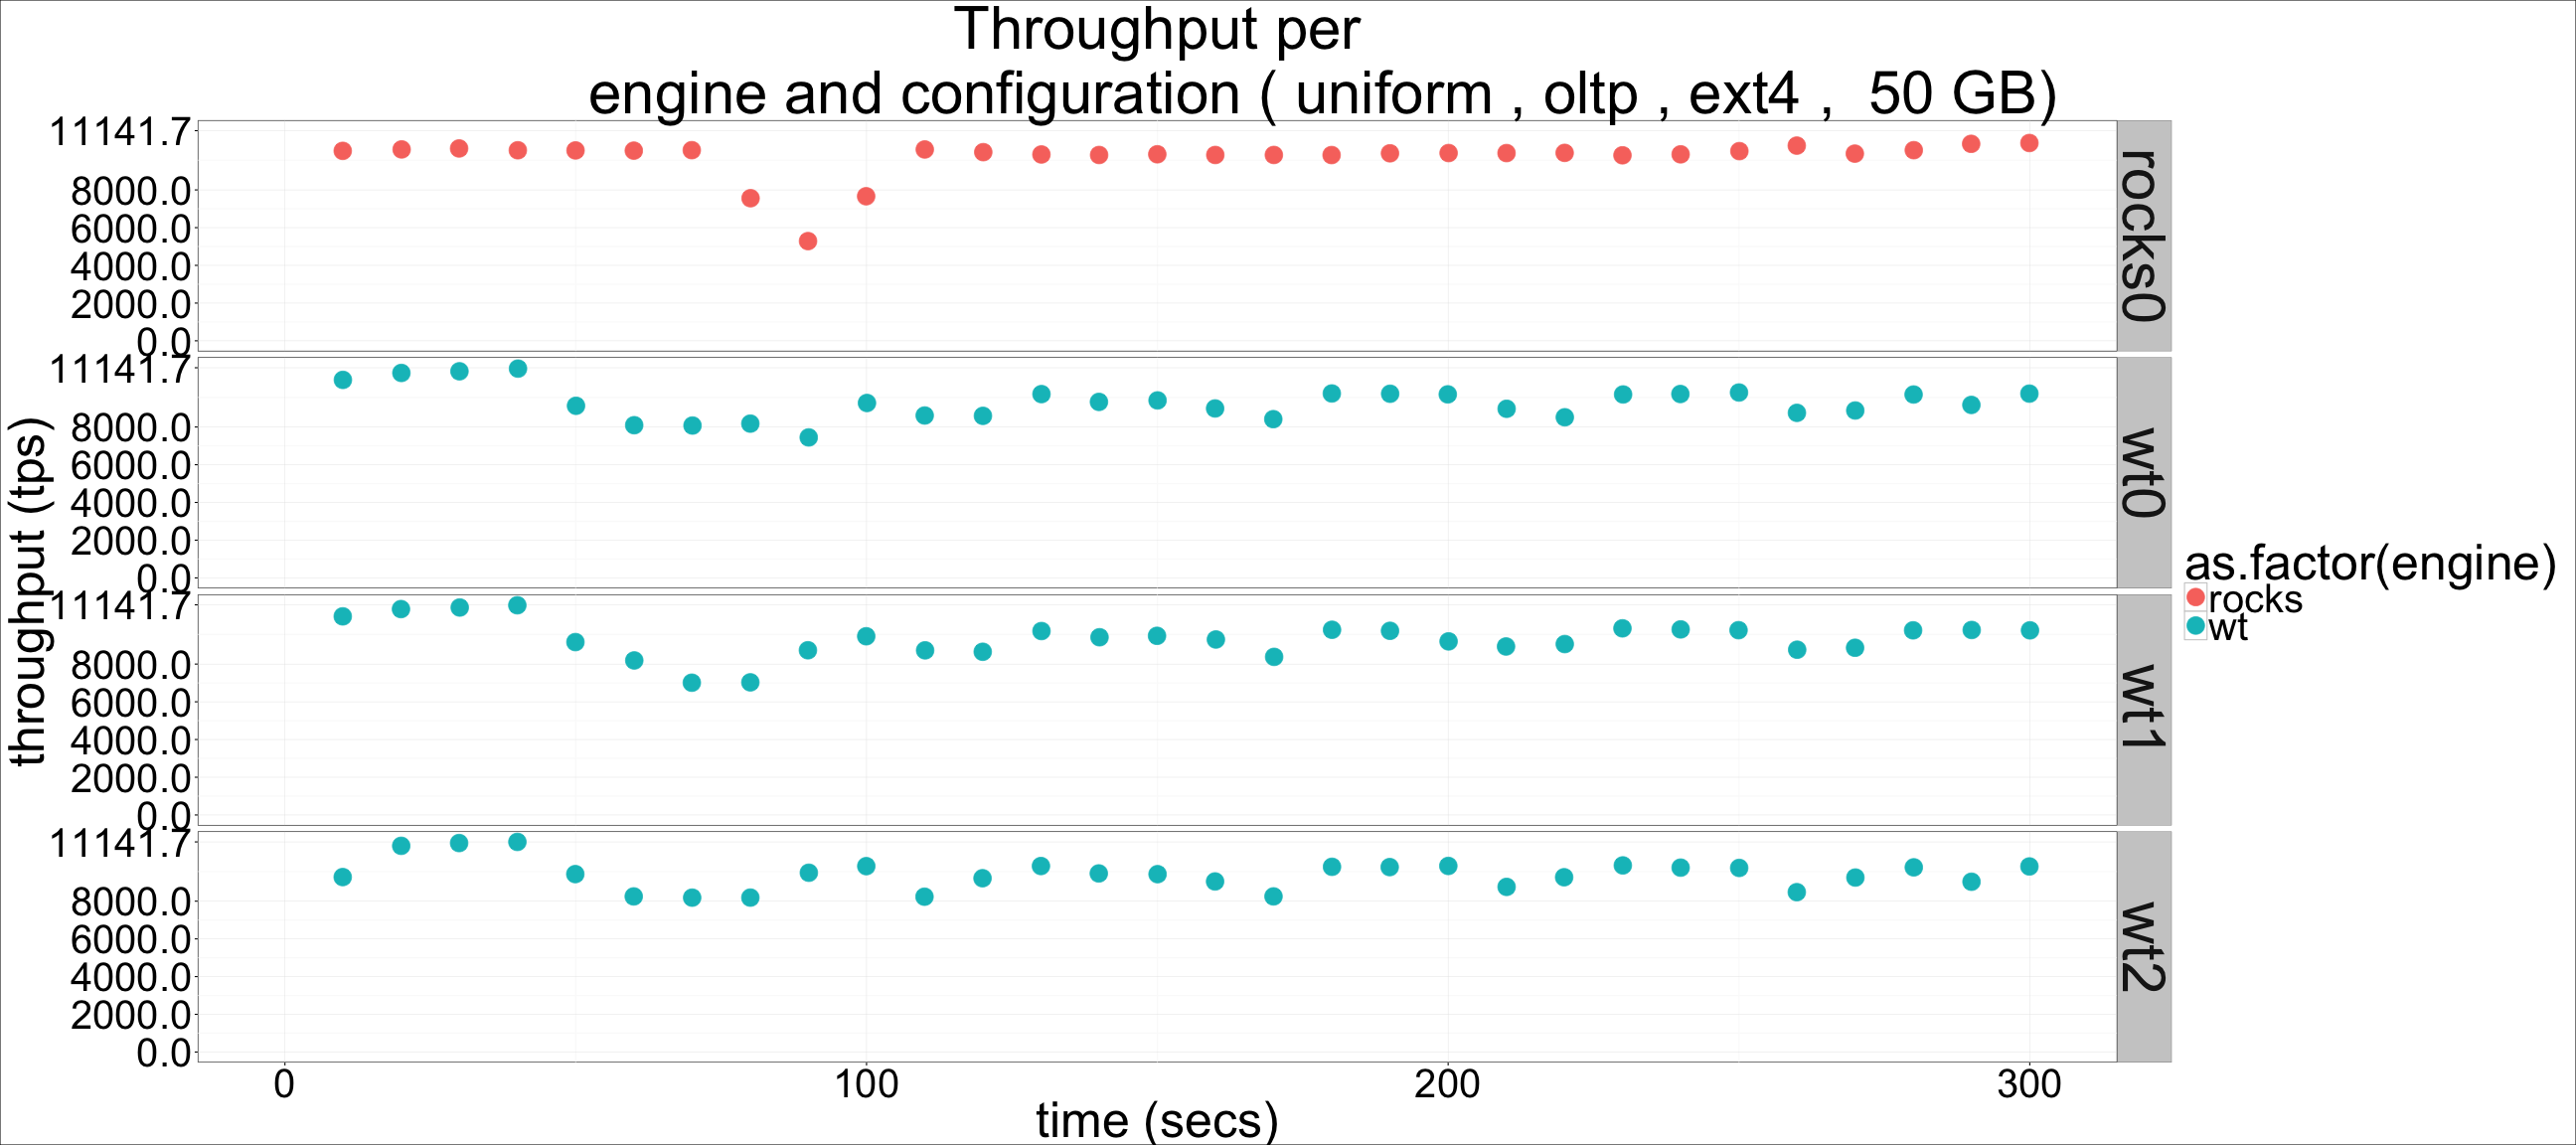 Throughput per
engine and configuration ( uniform , oltp , ext4 ,  50 GB)
throughput (tps)
11141.7
8000.0
6000.0
4000.0
2000.0
0.0
rocks0
11141.7
8000.0
6000.0
4000.0
2000.0
0.0
wt0
11141.7
8000.0
6000.0
4000.0
2000.0
0.0
wt1
11141.7
8000.0
6000.0
4000.0
2000.0
0.0
wt2
0 100 200 300
time (secs)
as.factor(engine)
rocks
wt